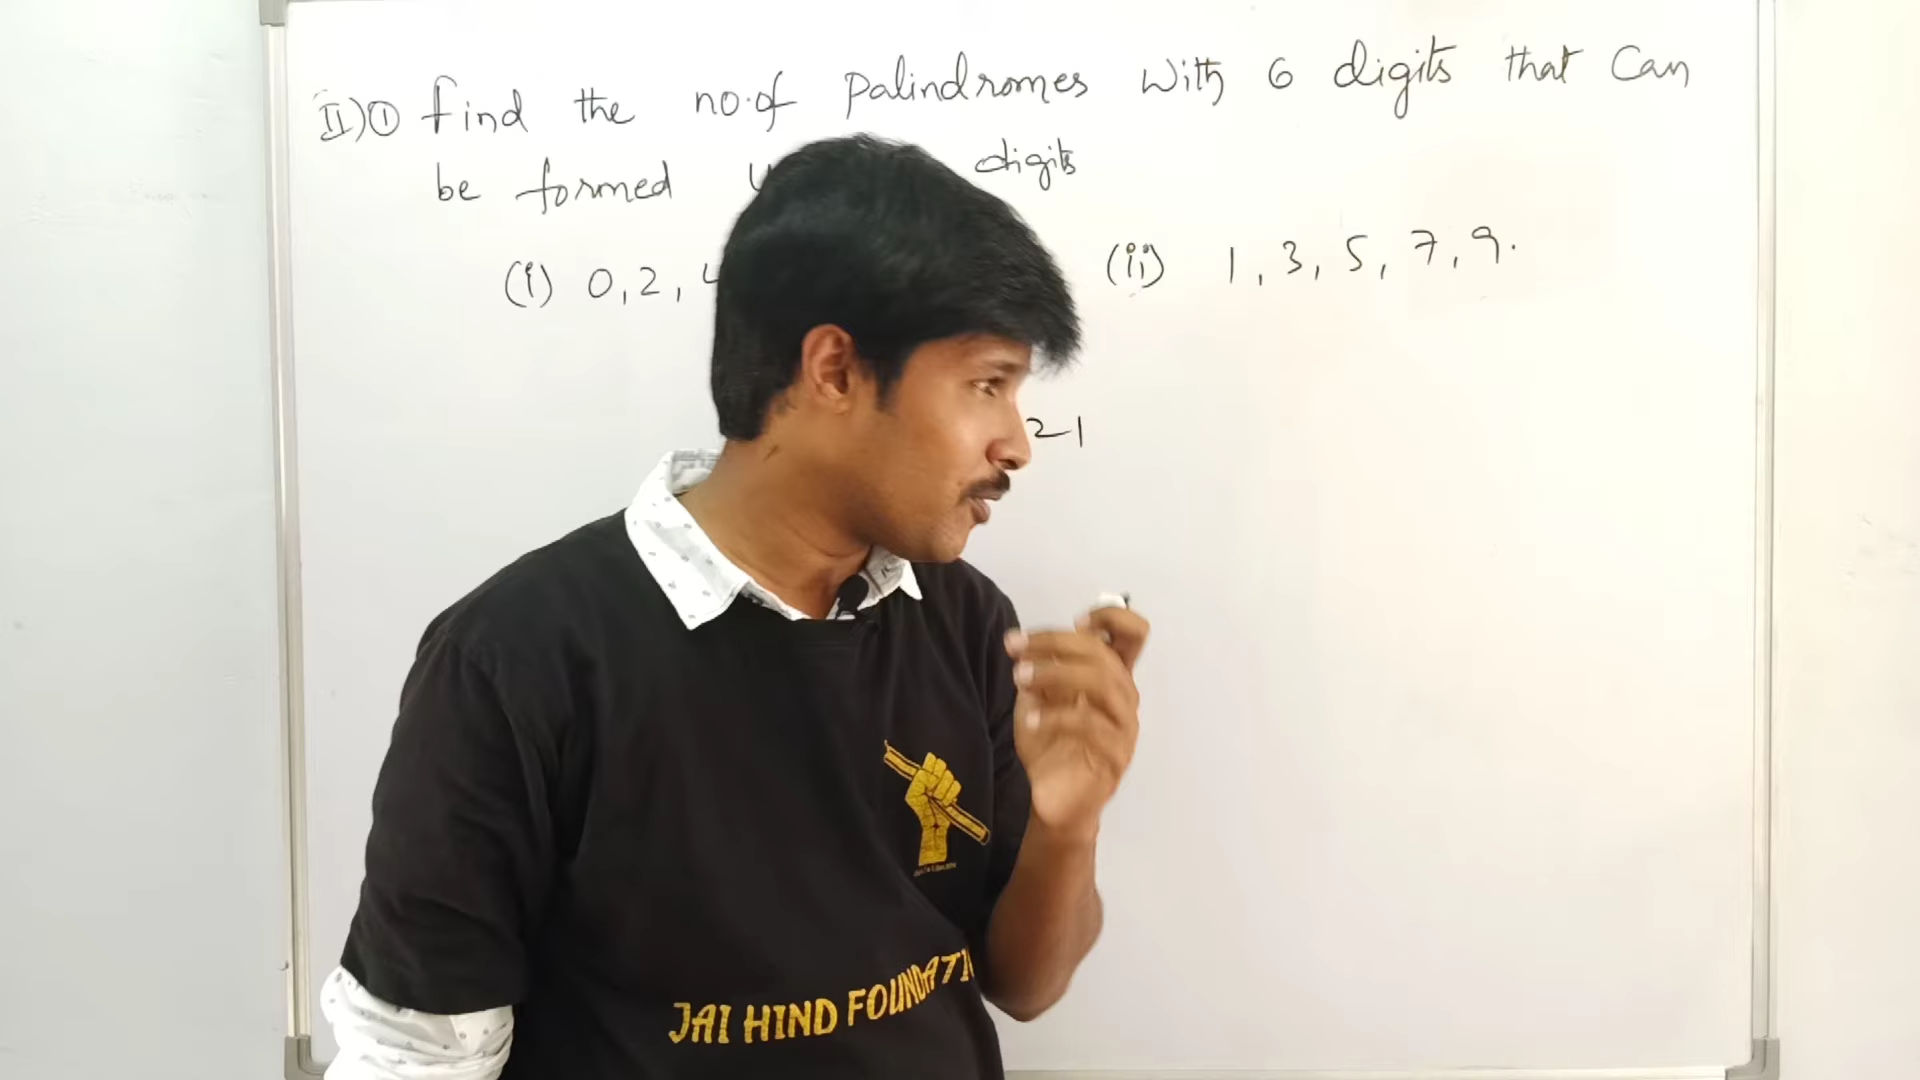 II) ① Find the no.of Palindromes with 6 digits that can
be formed digits
(i) 0, 2, 4
(ii) 1, 3, 5, 7, 9.
21
JAI HIND FOUNDATI